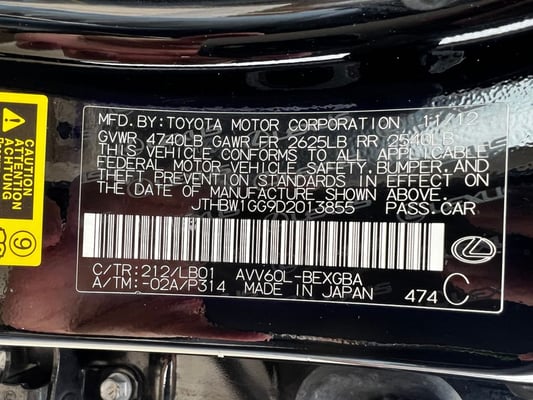 MFD. BY: TOYOTA MOTOR CORPORATION 11/12
GVWR 4740LB GAWR FR 2625LB RR 2540LB
THIS VEHICLE CONFORMS TO ALL APPLICABLE
FEDERAL MOTOR VEHICLE SAFETY, BUMPER, AND
THEFT PREVENTION STANDARDS IN EFFECT ON
THE DATE OF MANUFACTURE SHOWN ABOVE.
JTHBW1GG9D2013855 PASS.CAR
C/TR:212/LB01 AVV60L-BEXGBA
A/TM:-02A/P314 MADE IN JAPAN 474 C
CAUTION
ATTENTION
ACHTUNG
9